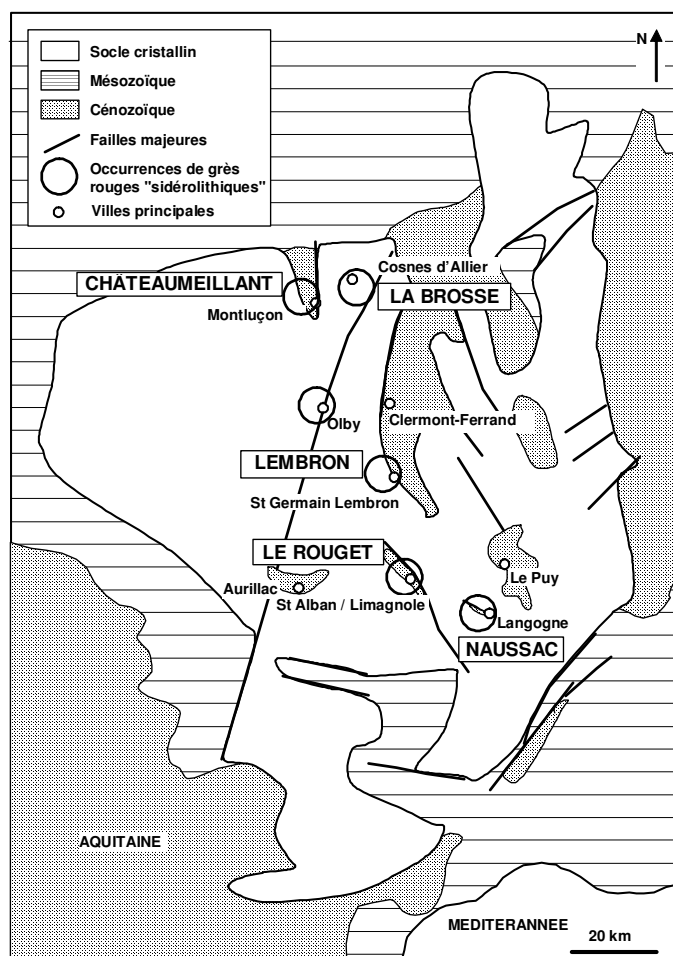 Socle cristallin
Mésozoïque
Cénozoïque
Failles majeures
Occurrences de grès
rouges "sidérolithiques"
Villes principales
N
CHÂTEAUMEILLANT
Cosnes d'Allier
LA BROSSE
Montluçon
Olby
Clermont-Ferrand
LEMBRON
St Germain Lembron
LE ROUGET
Le Puy
Aurillac
St Alban / Limagnole
Langogne
NAUSSAC
AQUITAINE
MEDITERANNEE
20 km